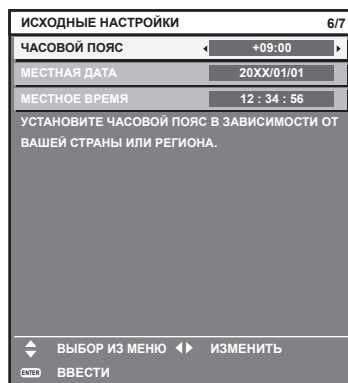 ИСХОДНЫЕ НАСТРОЙКИ 6/7
ЧАСОВОЙ ПОЯС +09:00
МЕСТНАЯ ДАТА 20XX/01/01
МЕСТНОЕ ВРЕМЯ 12 : 34 : 56
УСТАНОВИТЕ ЧАСОВОЙ ПОЯС В ЗАВИСИМОСТИ ОТ
ВАШЕЙ СТРАНЫ ИЛИ РЕГИОНА.
ВЫБОР ИЗ МЕНЮ ИЗМЕНИТЬ
ENTER ВВЕСТИ